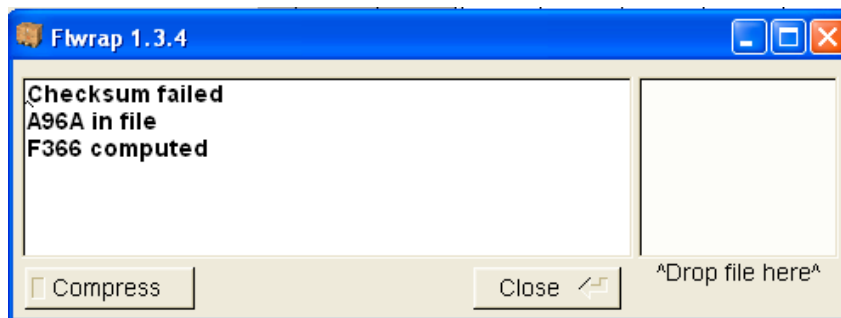 Flwrap 1.3.4
Checksum failed
A96A in file
F366 computed
Compress
Close
^Drop file here^